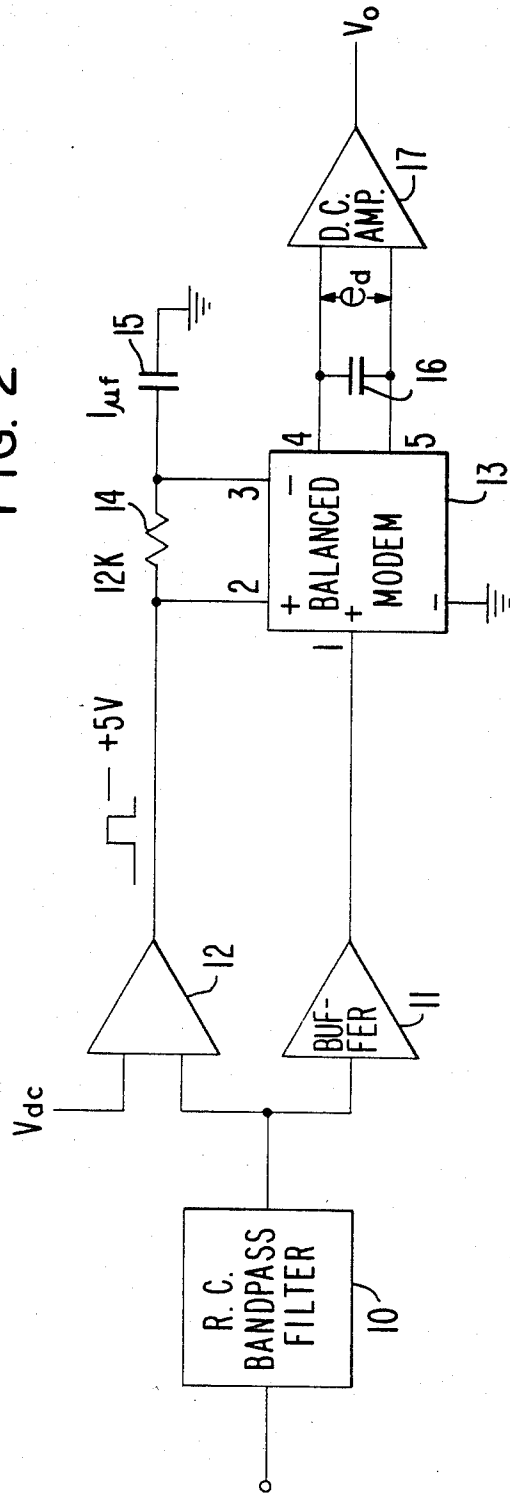 FIG. 2
R. C.
BANDPASS
FILTER
10
Vdc
12
BUF-
FER
11
+5V
12K
14
1μf
15
1
2
3
4
5
+
−
+
BALANCED
MODEM
−
13
16
ed
D.C.
AMP.
17
Vo